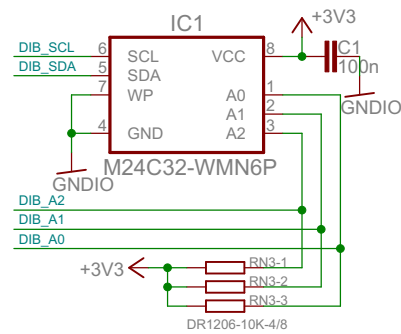 IC1
+3V3
DIB_SCL
6
SCL
VCC
8
C1
DIB_SDA
5
SDA
100n
7
WP
A0
1
GNDIO
A1
2
4
GND
A2
3
M24C32-WMN6P
GNDIO
DIB_A2
DIB_A1
DIB_A0
+3V3
RN3-1
RN3-2
RN3-3
DR1206-10K-4/8